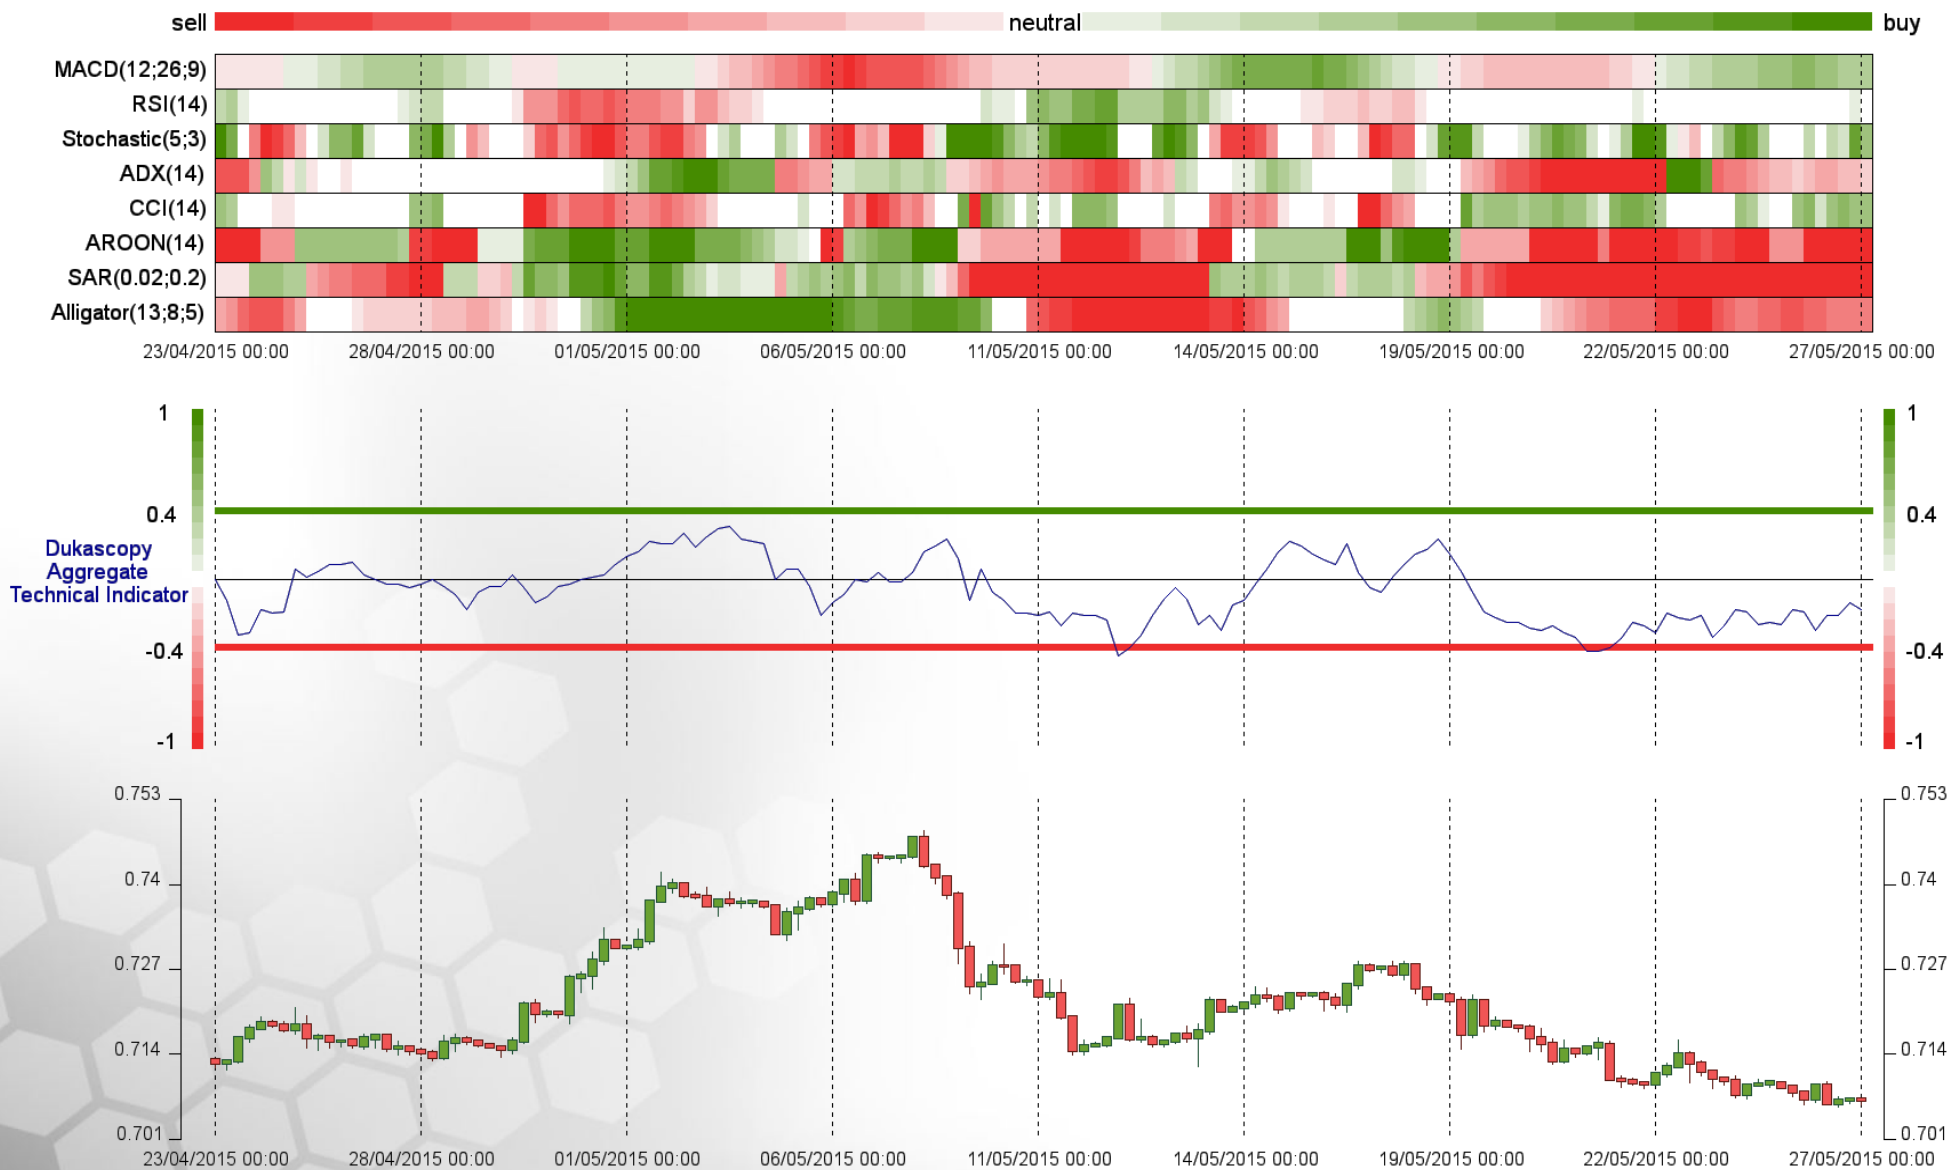 sell neutral buy
MACD(12;26;9)
RSI(14)
Stochastic(5;3)
ADX(14)
CCI(14)
AROON(14)
SAR(0.02;0.2)
Alligator(13;8;5)
23/04/2015 00:00 28/04/2015 00:00 01/05/2015 00:00 06/05/2015 00:00 11/05/2015 00:00 14/05/2015 00:00 19/05/2015 00:00 22/05/2015 00:00 27/05/2015 00:00
1 1
0.4 0.4
Dukascopy
Aggregate
Technical Indicator
-0.4 -0.4
-1 -1
0.753 0.753
0.74 0.74
0.727 0.727
0.714 0.714
0.701 0.701
23/04/2015 00:00 28/04/2015 00:00 01/05/2015 00:00 06/05/2015 00:00 11/05/2015 00:00 14/05/2015 00:00 19/05/2015 00:00 22/05/2015 00:00 27/05/2015 00:00